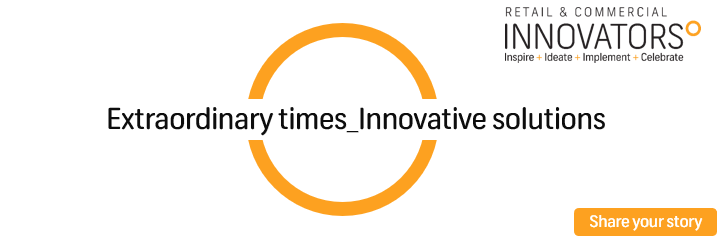 RETAIL & COMMERCIAL
INNOVATORS
Inspire + Ideate + Implement + Celebrate
Extraordinary times_Innovative solutions
Share your story